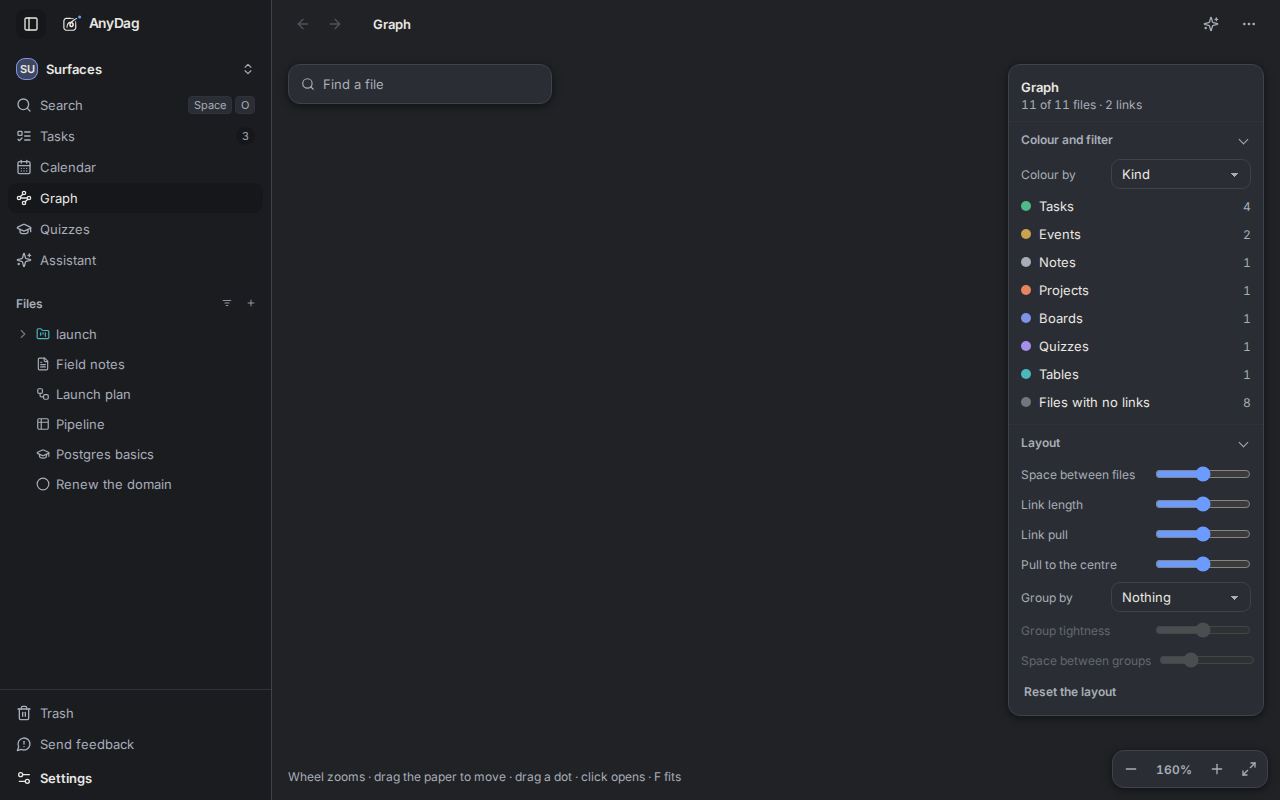 AnyDag
Graph
SU Surfaces
Search Space O
Tasks 3
Calendar
Graph
Quizzes
Assistant
Files
launch
Field notes
Launch plan
Pipeline
Postgres basics
Renew the domain
Trash
Send feedback
Settings
Find a file
Wheel zooms · drag the paper to move · drag a dot · click opens · F fits
Graph
11 of 11 files · 2 links
Colour and filter
Colour by Kind
Tasks 4
Events 2
Notes 1
Projects 1
Boards 1
Quizzes 1
Tables 1
Files with no links 8
Layout
Space between files
Link length
Link pull
Pull to the centre
Group by Nothing
Group tightness
Space between groups
Reset the layout
160%